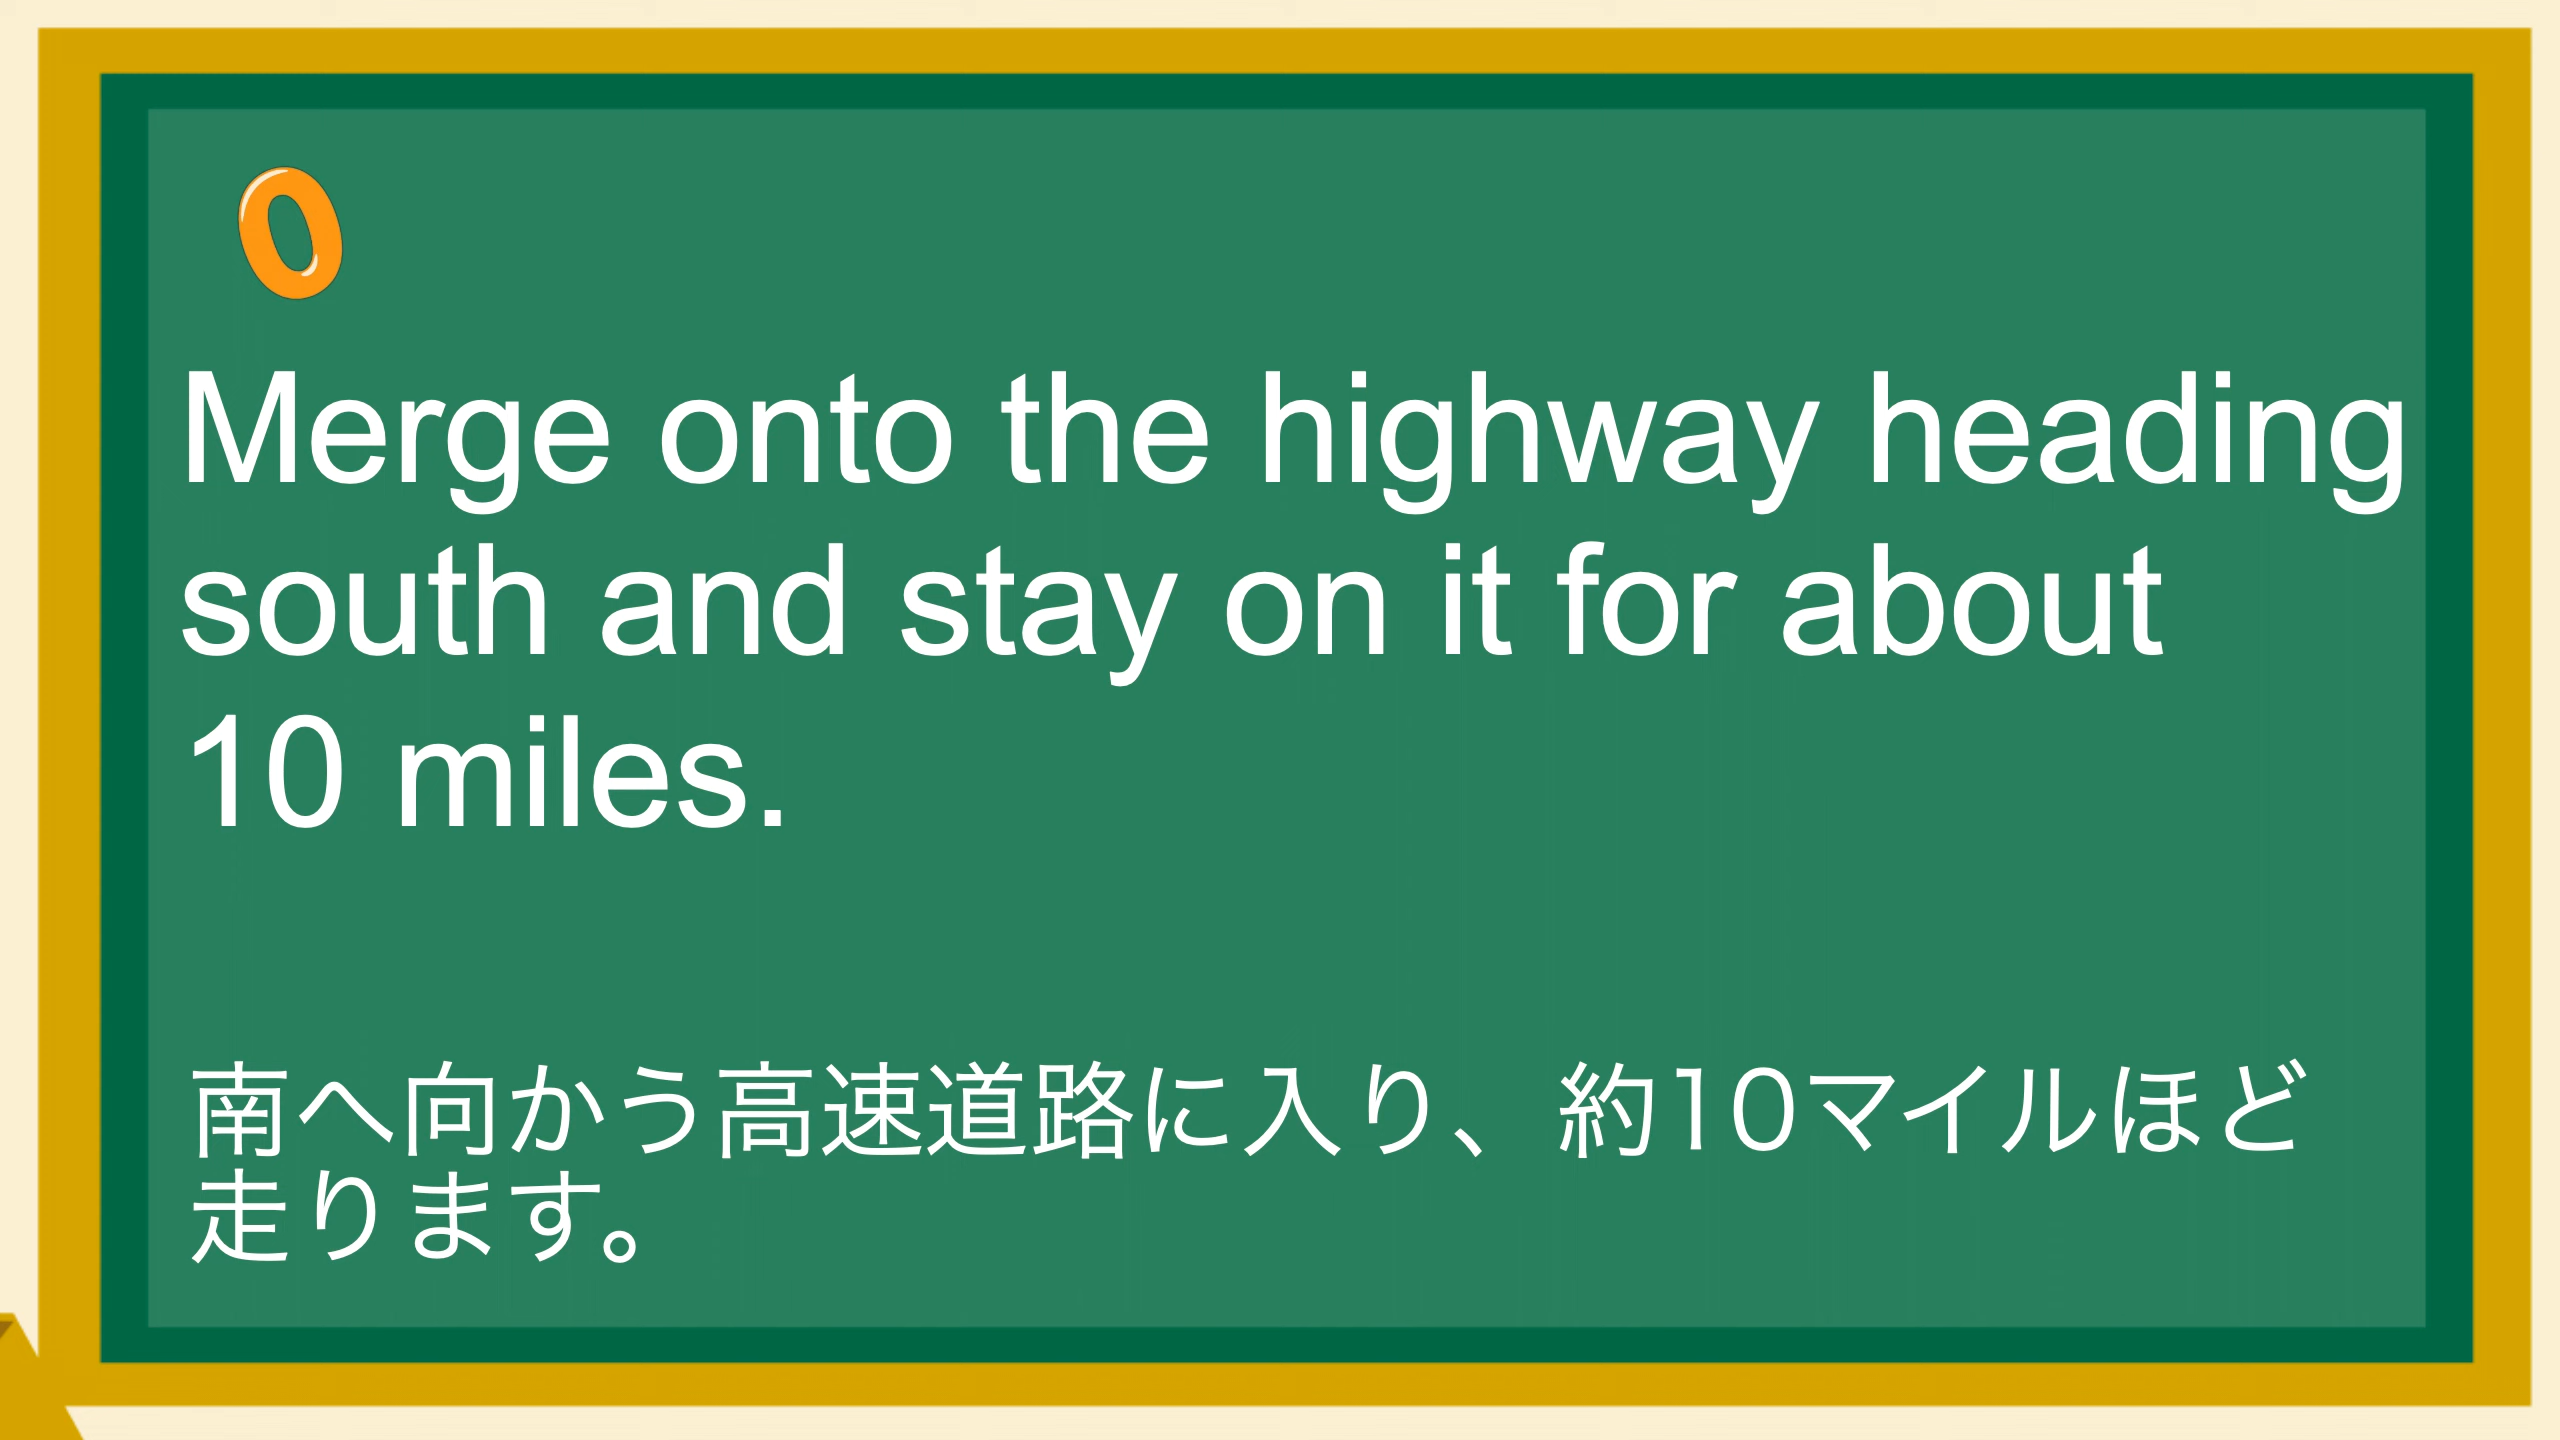 0
Merge onto the highway heading
south and stay on it for about
10 miles.
南へ向かう高速道路に入り、約10マイルほど
走ります。